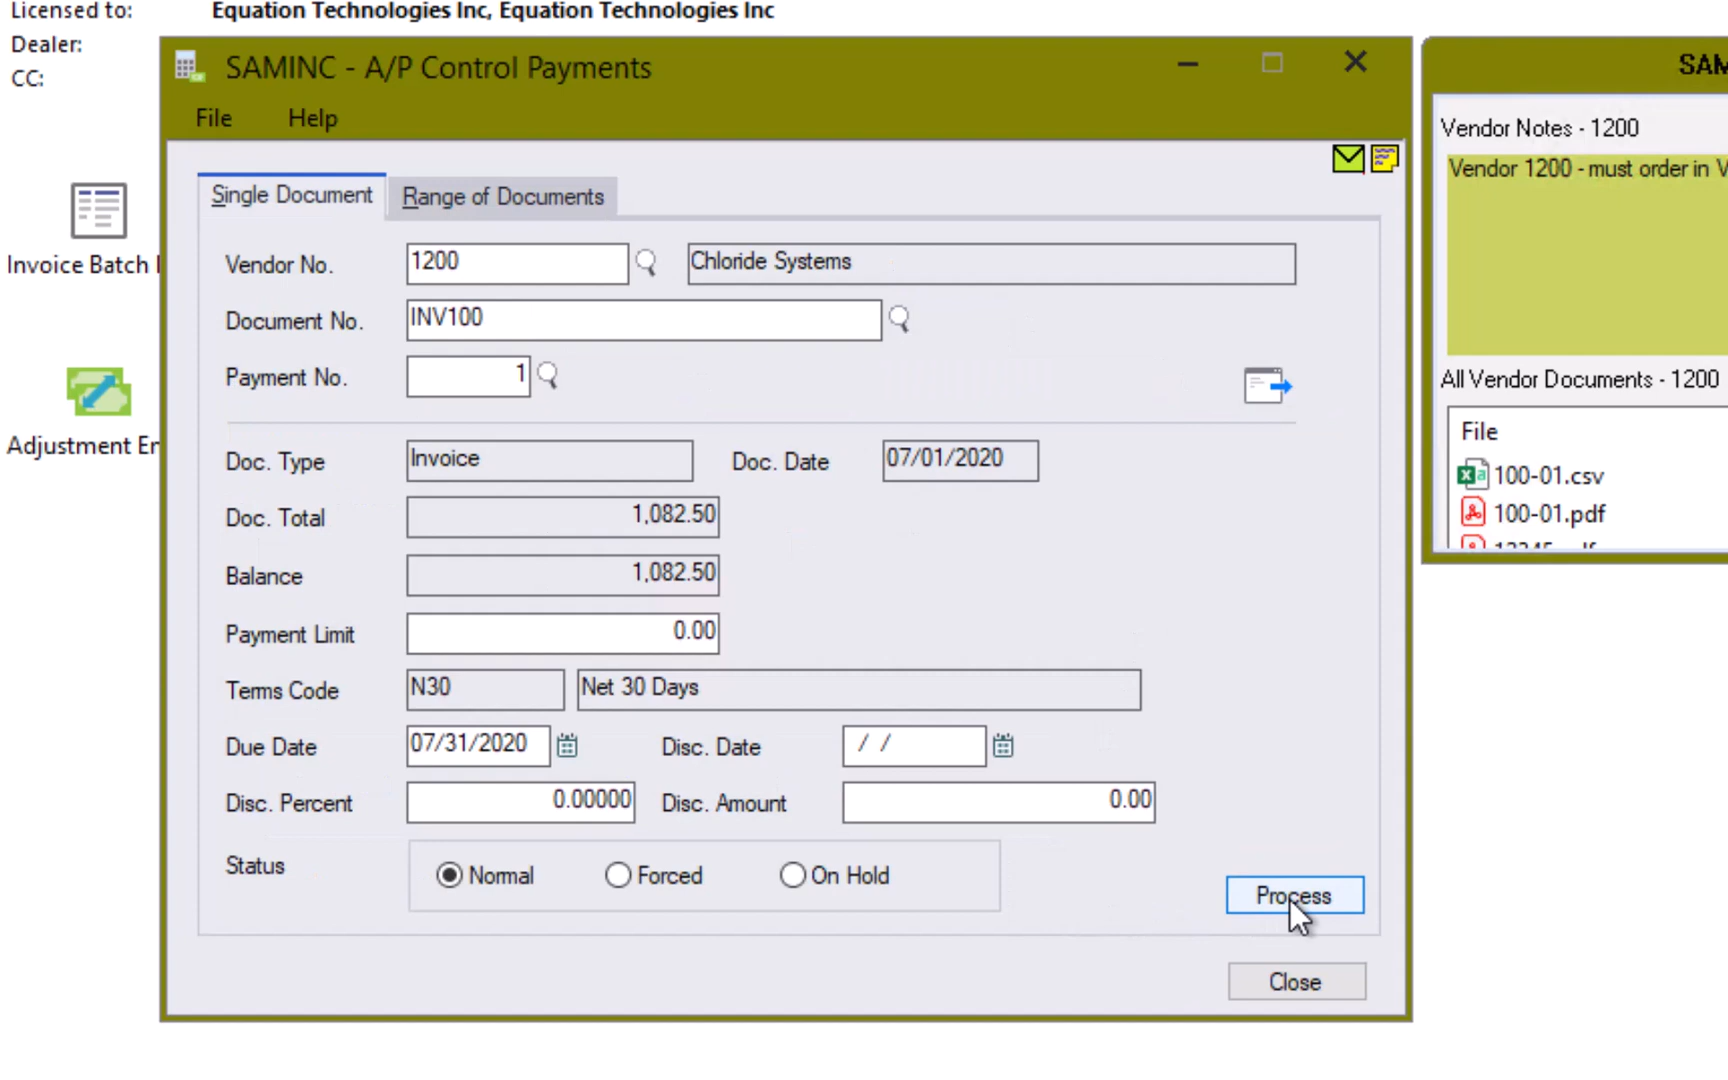 Licensed to: Equation Technologies Inc, Equation Technologies Inc
Dealer:
CC:
SAMINC - A/P Control Payments
File Help
Single Document Range of Documents
Vendor No. 1200 Chloride Systems
Document No. INV100
Payment No. 1
Doc. Type Invoice Doc. Date 07/01/2020
Doc. Total 1,082.50
Balance 1,082.50
Payment Limit 0.00
Terms Code N30 Net 30 Days
Due Date 07/31/2020 Disc. Date / /
Disc. Percent 0.00000 Disc. Amount 0.00
Status Normal Forced On Hold
Process
Close
Invoice Batch
Adjustment
Vendor Notes - 1200
Vendor 1200 - must order in
All Vendor Documents - 1200
File
100-01.csv
100-01.pdf